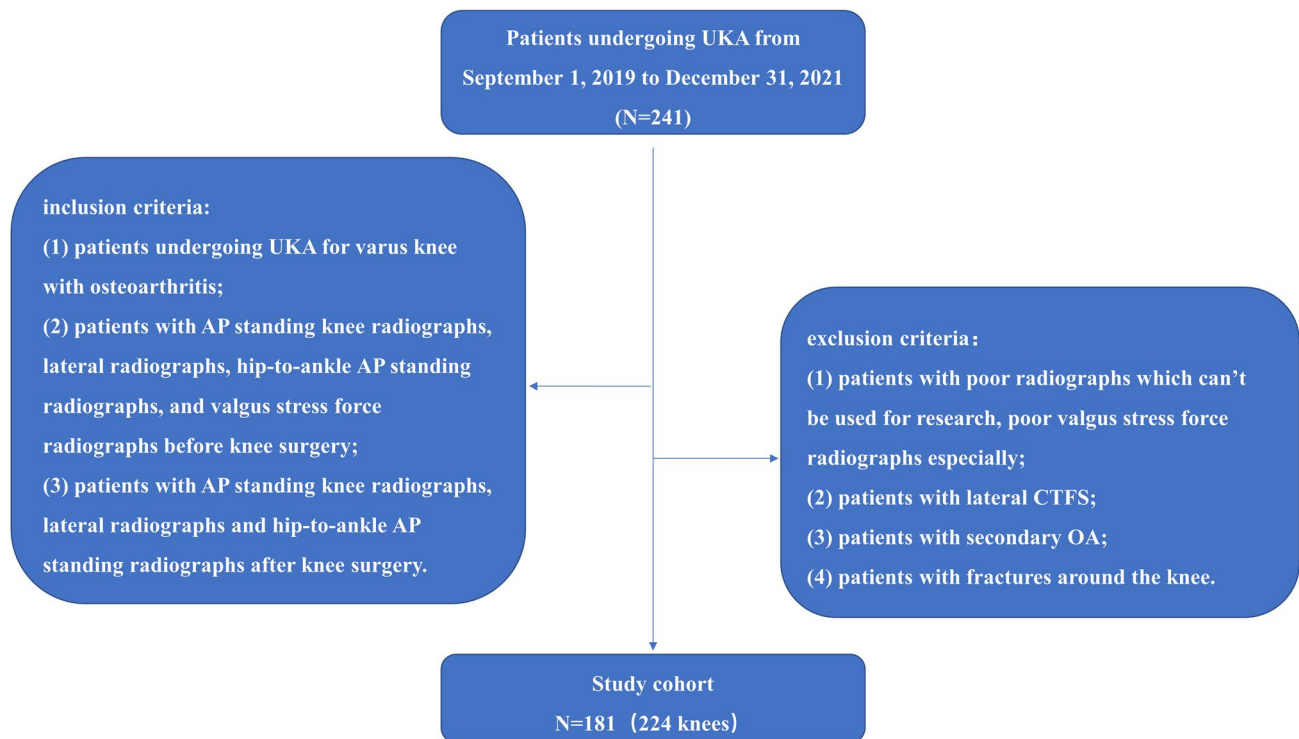 Patients undergoing UKA from
September 1, 2019 to December 31, 2021
(N=241)
inclusion criteria:
(1) patients undergoing UKA for varus knee
with osteoarthritis;
(2) patients with AP standing knee radiographs,
lateral radiographs, hip-to-ankle AP standing
radiographs, and valgus stress force
radiographs before knee surgery;
(3) patients with AP standing knee radiographs,
lateral radiographs and hip-to-ankle AP
standing radiographs after knee surgery.
exclusion criteria：
(1) patients with poor radiographs which can’t
be used for research, poor valgus stress force
radiographs especially;
(2) patients with lateral CTFS;
(3) patients with secondary OA;
(4) patients with fractures around the knee.
Study cohort
N=181（224 knees）